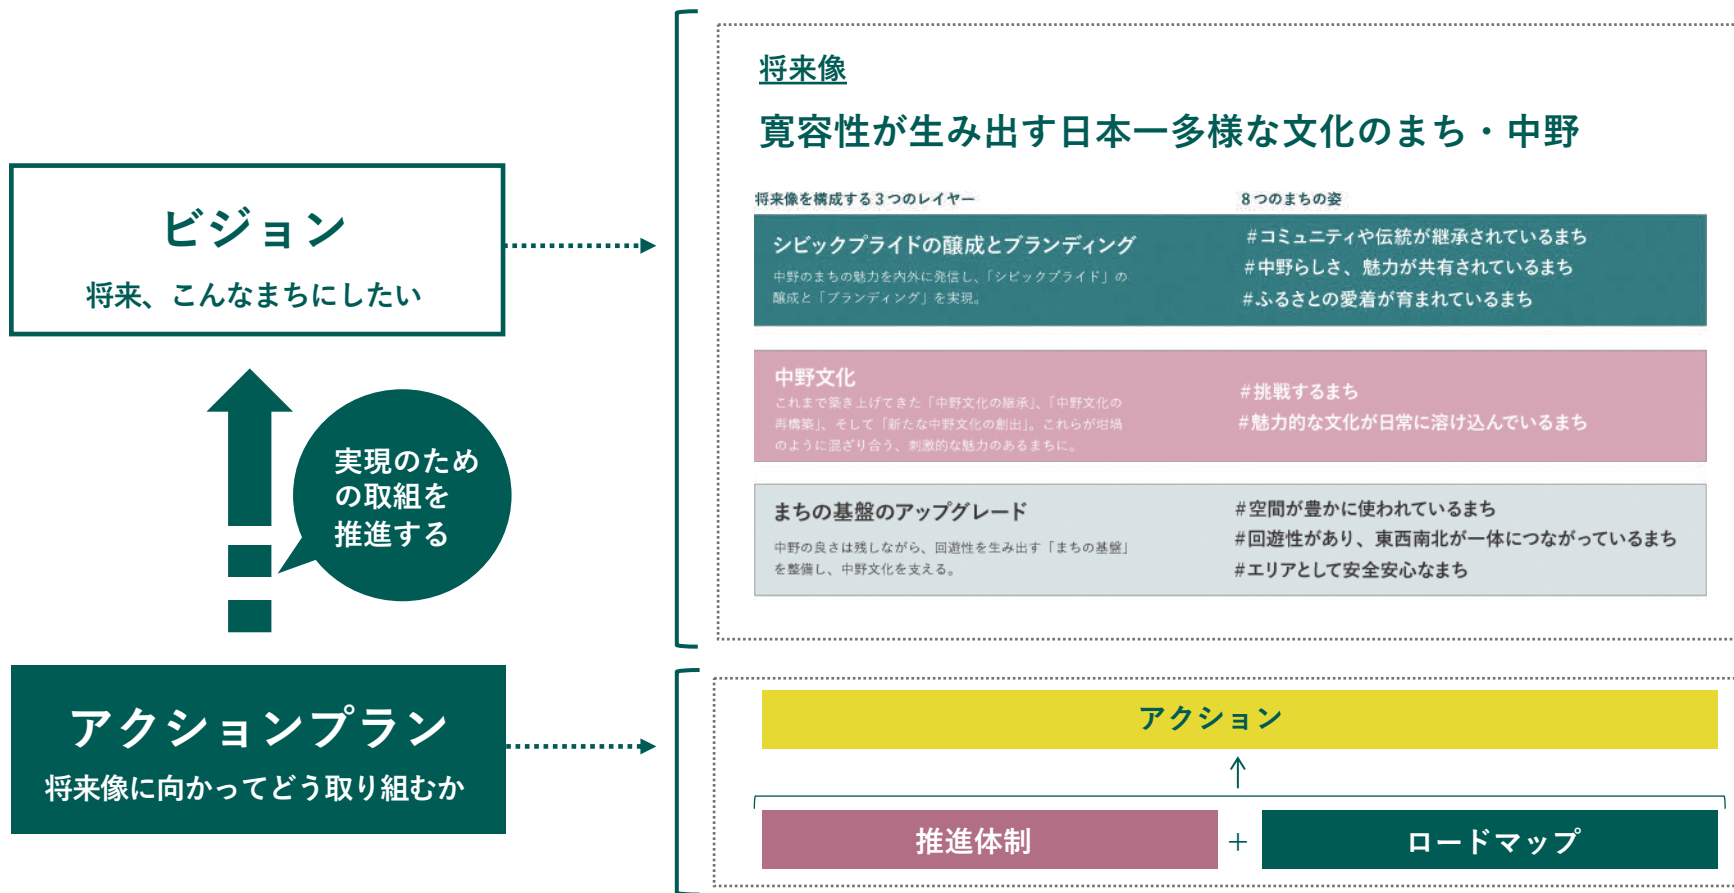 ビジョン
将来、こんなまちにしたい
実現のため
の取組を
推進する
アクションプラン
将来像に向かってどう取り組むか
将来像
寛容性が生み出す日本一多様な文化のまち・中野
将来像を構成する3つのレイヤー
8つのまちの姿
シビックプライドの醸成とブランディング
中野のまちの魅力を内外に発信し、「シビックプライド」の
醸成と「ブランディング」を実現。
#コミュニティや伝統が継承されているまち
#中野らしさ、魅力が共有されているまち
#ふるさとの愛着が育まれているまち
中野文化
これまで築き上げてきた「中野文化の継承」、「中野文化の
再構築」、そして「新たな中野文化の創出」。これらが坩堝
のように混ざり合う、刺激的な魅力のあるまちに。
#挑戦するまち
#魅力的な文化が日常に溶け込んでいるまち
まちの基盤のアップグレード
中野の良さは残しながら、回遊性を生み出す「まちの基盤」
を整備し、中野文化を支える。
#空間が豊かに使われているまち
#回遊性があり、東西南北が一体につながっているまち
#エリアとして安全安心なまち
アクション
推進体制
+
ロードマップ